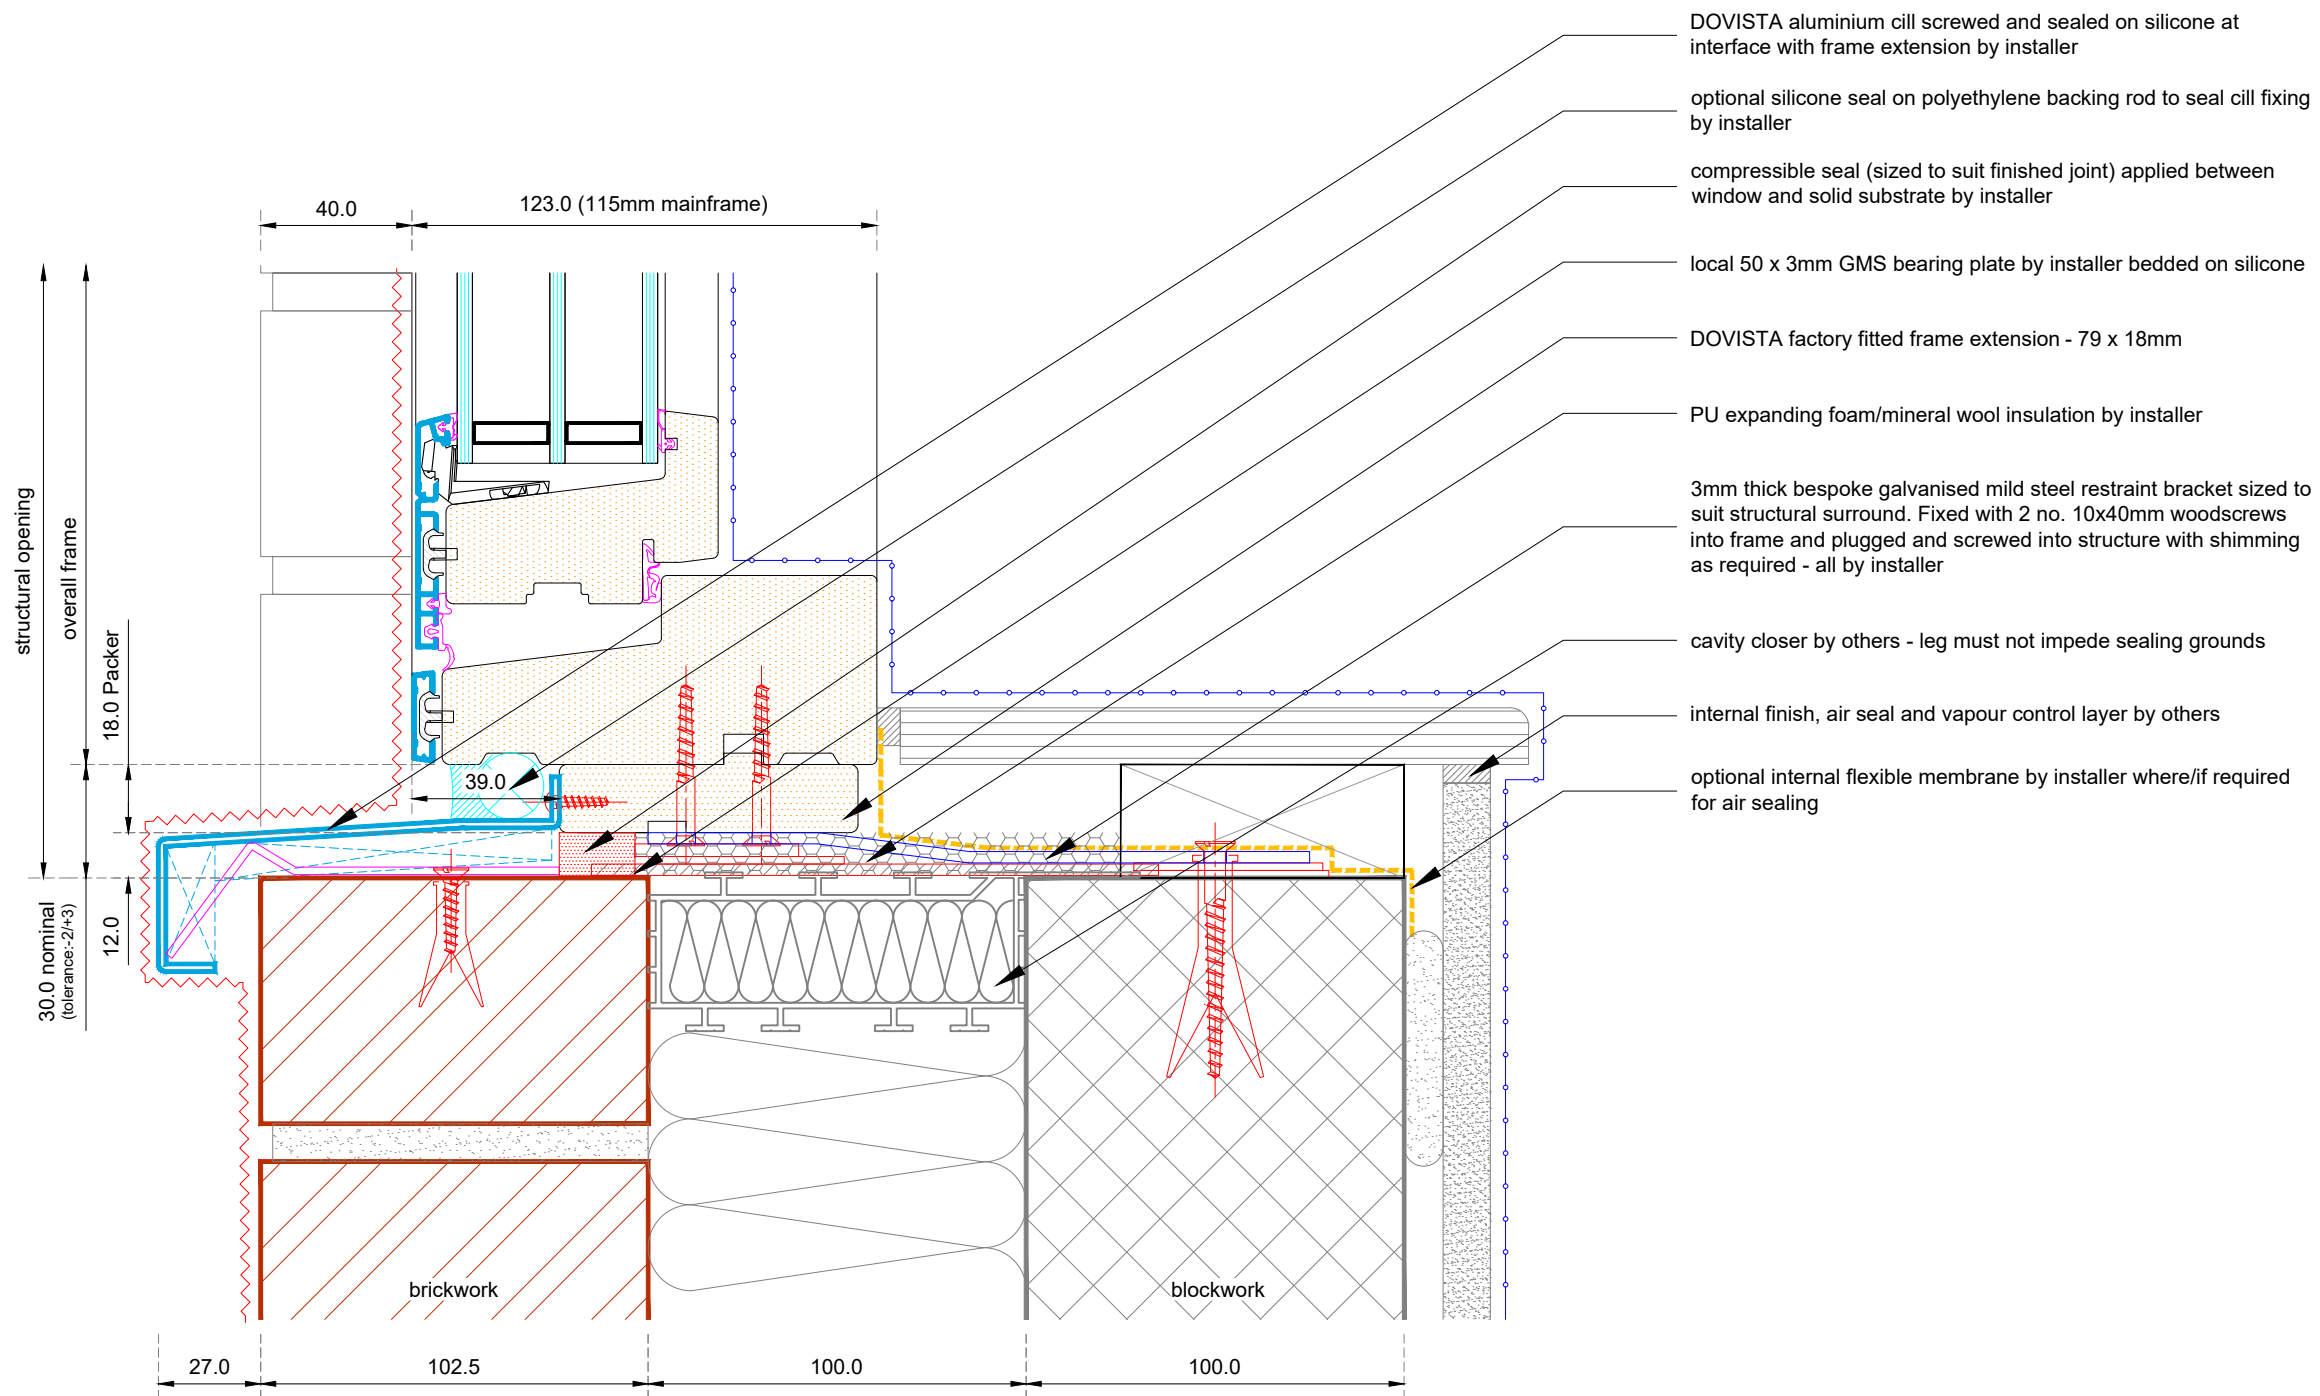 DOVISTA aluminium cill screwed and sealed on silicone at
interface with frame extension by installer
optional silicone seal on polyethylene backing rod to seal cill fixing
by installer
compressible seal (sized to suit finished joint) applied between
window and solid substrate by installer
local 50 x 3mm GMS bearing plate by installer bedded on silicone
DOVISTA factory fitted frame extension - 79 x 18mm
PU expanding foam/mineral wool insulation by installer
3mm thick bespoke galvanised mild steel restraint bracket sized to
suit structural surround. Fixed with 2 no. 10x40mm woodscrews
into frame and plugged and screwed into structure with shimming
as required - all by installer
cavity closer by others - leg must not impede sealing grounds
internal finish, air seal and vapour control layer by others
optional internal flexible membrane by installer where/if required
for air sealing
40.0
123.0 (115mm mainframe)
structural opening
overall frame
18.0 Packer
39.0
30.0 nominal
(tolerance:-2/+3)
12.0
brickwork
blockwork
27.0
102.5
100.0
100.0